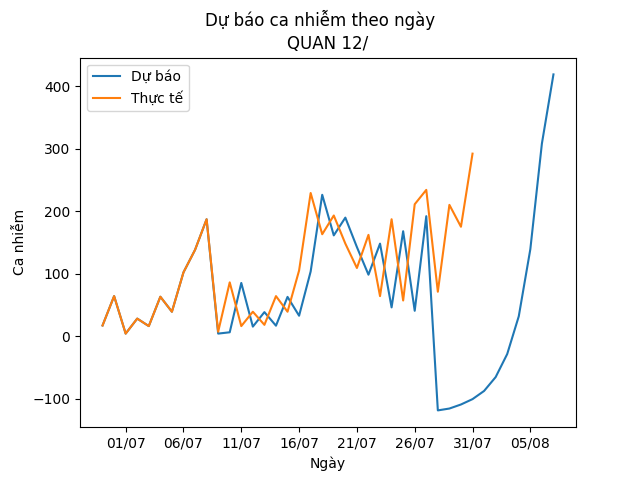 Dự báo ca nhiễm theo ngày
QUAN 12/
Dự báo
Thực tế
Ca nhiễm
400
300
200
100
0
−100
01/07 06/07 11/07 16/07 21/07 26/07 31/07 05/08
Ngày